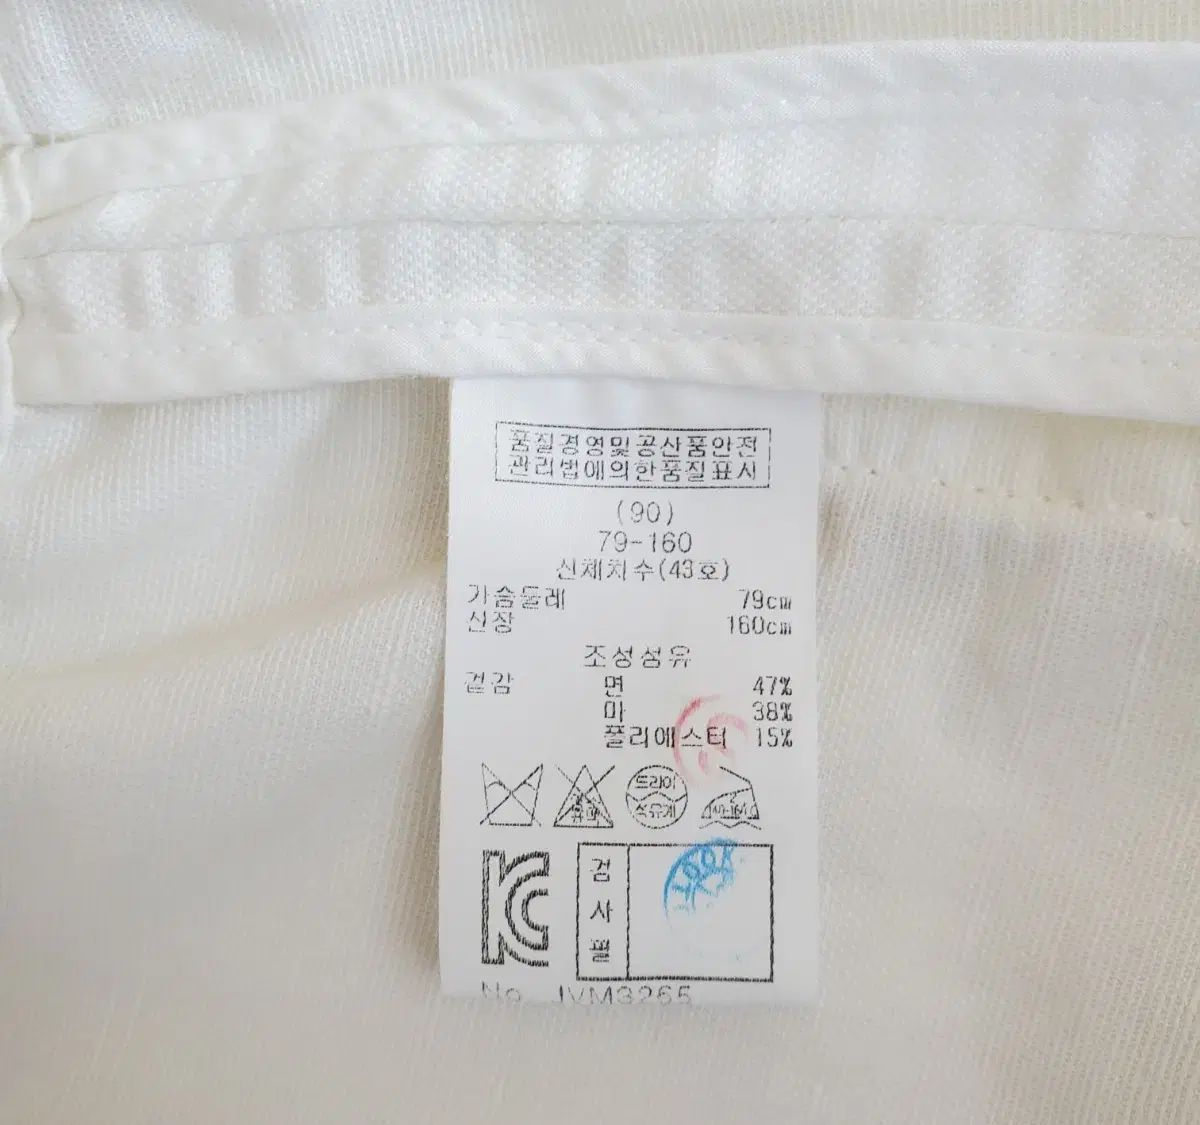 품질경영및공산품안전
관리법에의한품질표시
(90)
79-160
신체치수(43호)
가슴둘레 79cm
신장 160cm
조성섬유
겉감 면 47%
마 38%
폴리에스터 15%
드라이
석유계
KC
검사필
No. JVM3265